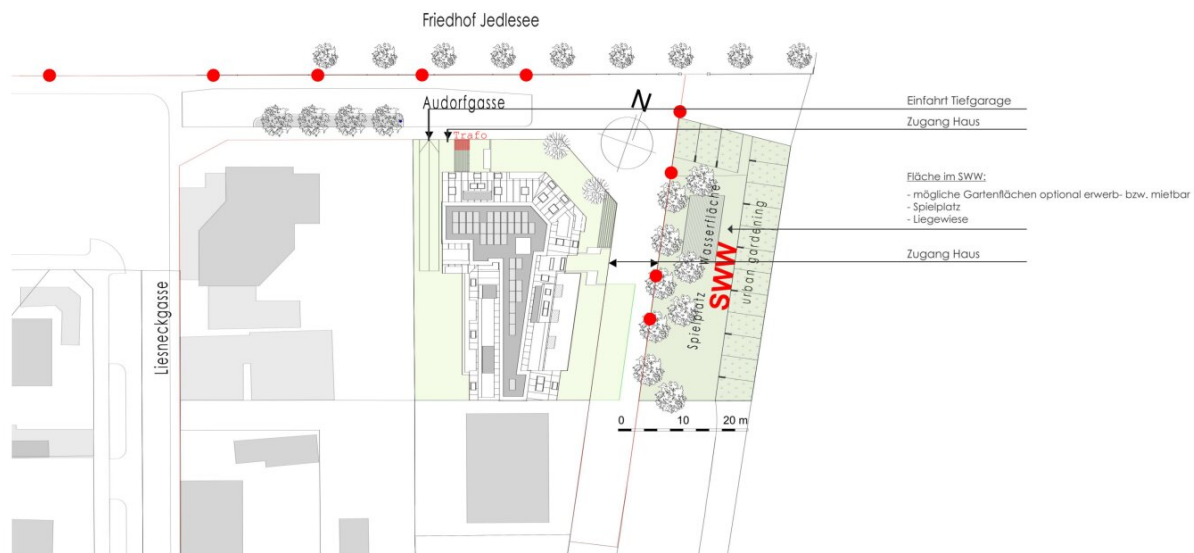 Friedhof Jedlesee
Audorfgasse
N
Einfahrt Tiefgarage
Trafo
Zugang Haus
Fläche im SWW:
- mögliche Gartenflächen optional erwerb- bzw. mietbar
- Spielplatz
- Liegewiese
Wasserfläche
SWW
urban gardening
Zugang Haus
Spielplatz
Liesneckgasse
0 10 20 m